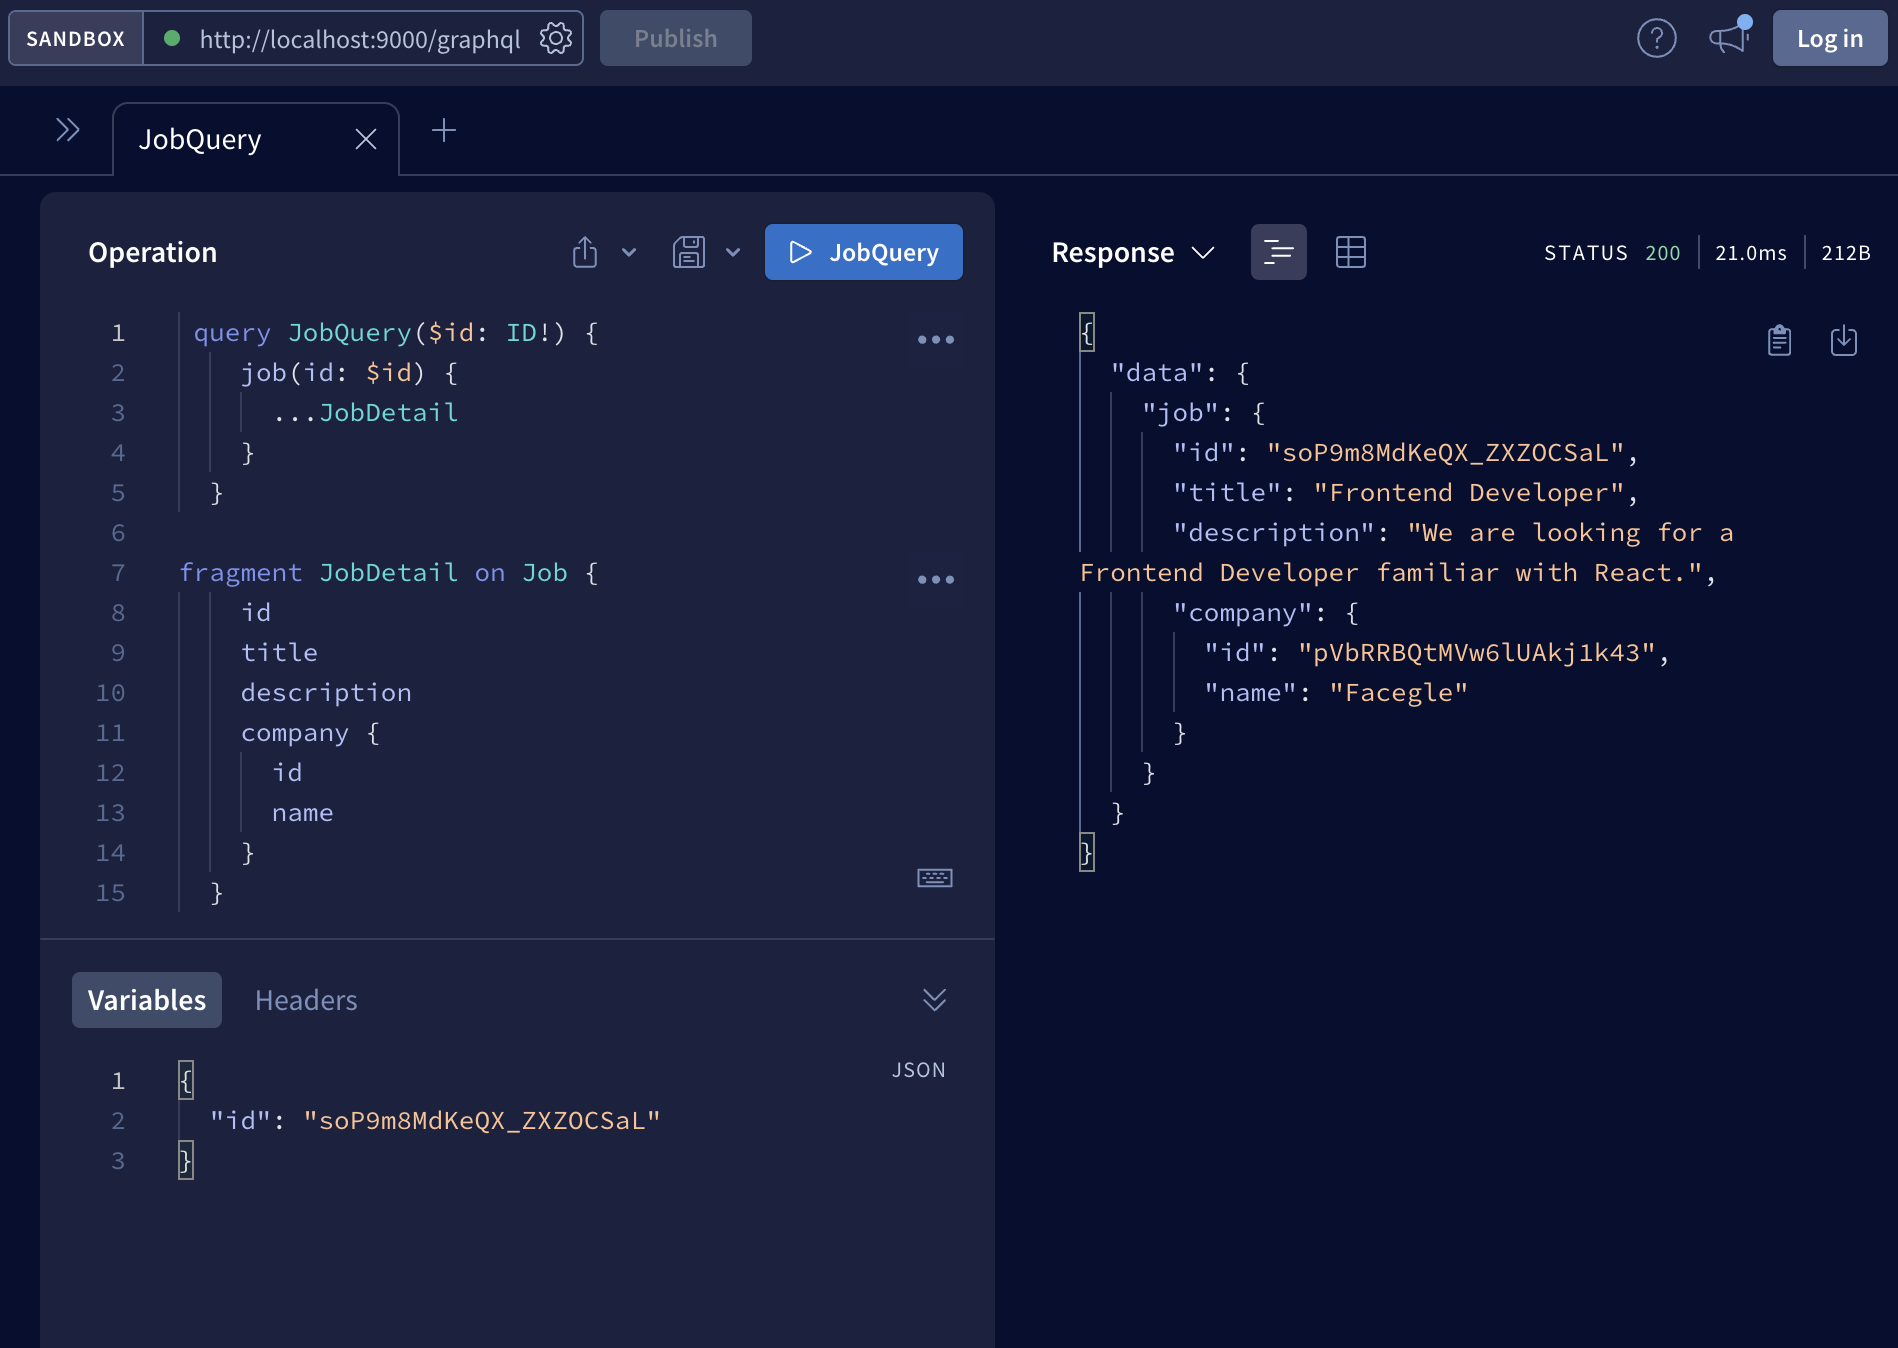 SANDBOX http://localhost:9000/graphql Publish ? Log in
JobQuery
Operation JobQuery
1 query JobQuery($id: ID!) {
2 job(id: $id) {
3 ...JobDetail
4 }
5 }
6
7 fragment JobDetail on Job {
8 id
9 title
10 description
11 company {
12 id
13 name
14 }
15 }
Variables Headers
JSON
1 {
2 "id": "soP9m8MdKeQX_ZXZOCSaL"
3 }
Response STATUS 200 21.0ms 212B
{
"data": {
"job": {
"id": "soP9m8MdKeQX_ZXZOCSaL",
"title": "Frontend Developer",
"description": "We are looking for a
Frontend Developer familiar with React.",
"company": {
"id": "pVbRRBQtMVw6lUAkj1k43",
"name": "Facegle"
}
}
}
}